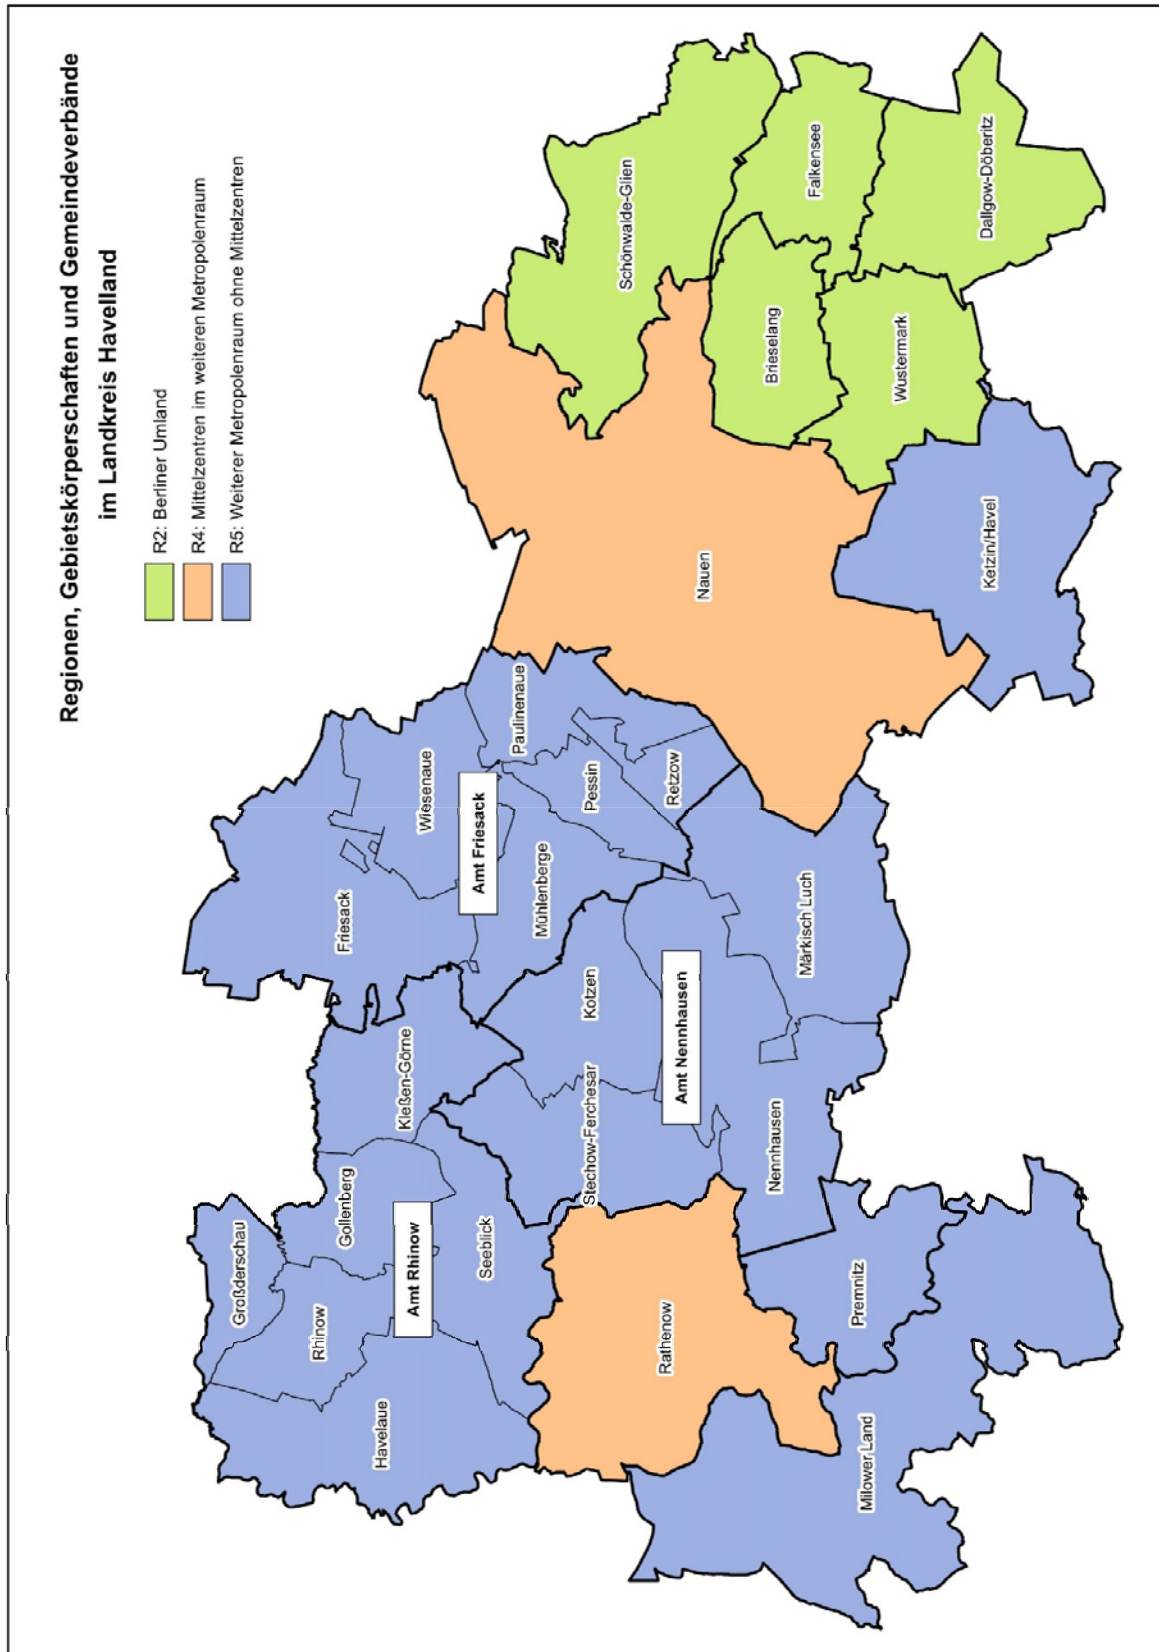 Regionen, Gebietskörperschaften und Gemeindeverbände
im Landkreis Havelland
R2: Berliner Umland
R4: Mittelzentren im weiteren Metropolenraum
R5: Weiterer Metropolenraum ohne Mittelzentren
Großderschau
Rhinow
Gollenberg
Friesack
Havelaue
Amt Rhinow
Kleßen-Görne
Wiesenaue
Seeblick
Amt Friesack
Paulinenaue
Mühlenberge
Stechow-Ferchesar
Kotzen
Pessin
Schönwalde-Glien
Rathenow
Amt Nennhausen
Retzow
Nauen
Nennhausen
Märkisch Luch
Brieselang
Falkensee
Milower Land
Premnitz
Wustermark
Ketzin/Havel
Dallgow-Döberitz